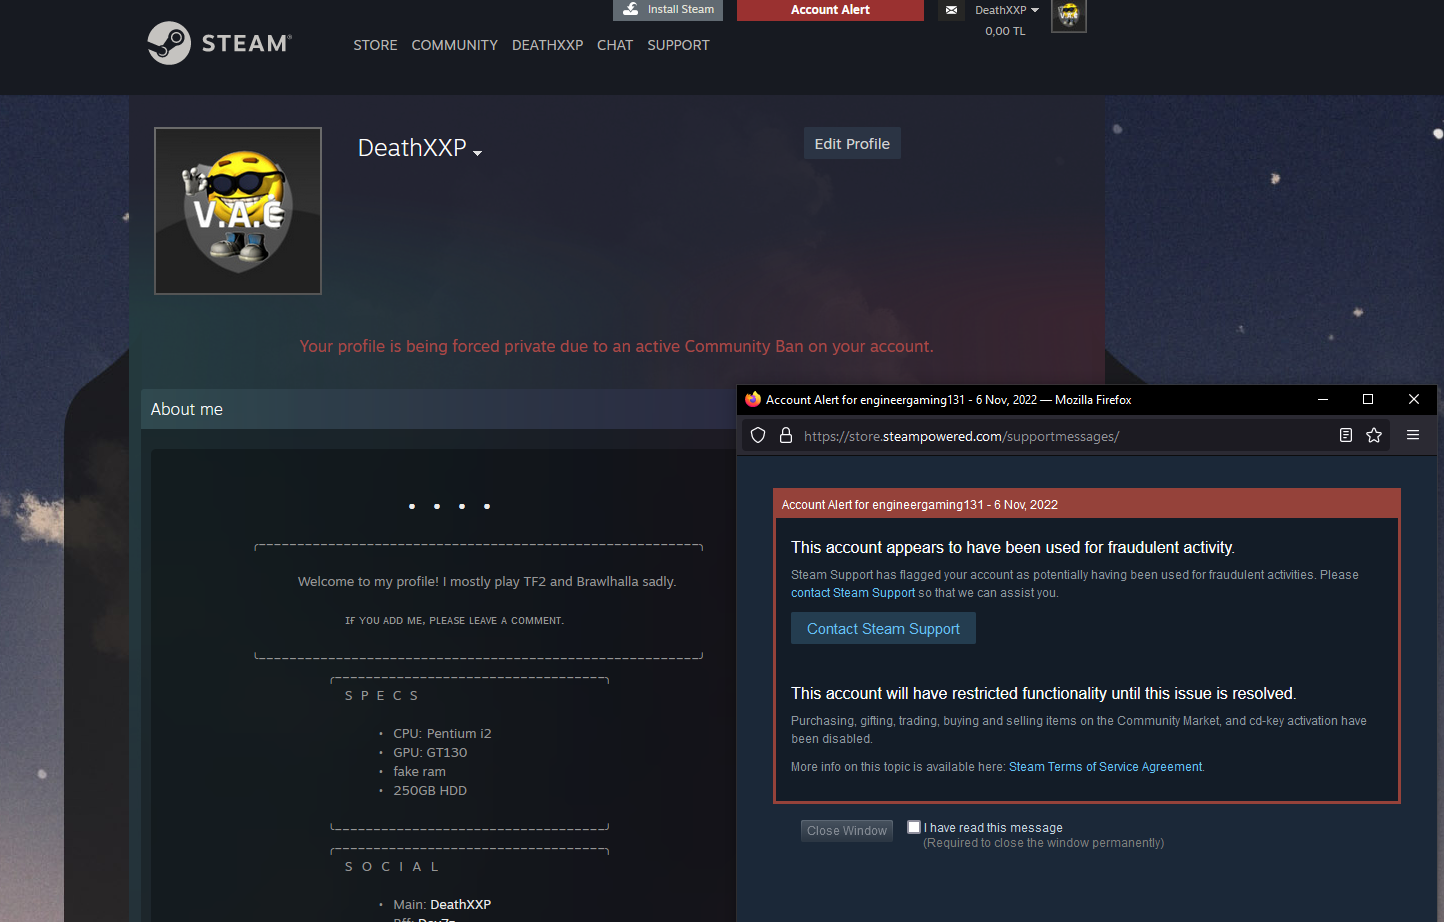 Install Steam
Account Alert
DeathXXP
0,00 TL
STEAM®
STORE COMMUNITY DEATHXXP CHAT SUPPORT
V.A.C
DeathXXP
Edit Profile
Your profile is being forced private due to an active Community Ban on your account.
About me
• • • •
Welcome to my profile! I mostly play TF2 and Brawlhalla sadly.
IF YOU ADD ME, PLEASE LEAVE A COMMENT.
S P E C S
• CPU: Pentium i2
• GPU: GT130
• fake ram
• 250GB HDD
S O C I A L
• Main: DeathXXP
Account Alert for engineergaming131 - 6 Nov, 2022 — Mozilla Firefox
https://store.steampowered.com/supportmessages/
Account Alert for engineergaming131 - 6 Nov, 2022
This account appears to have been used for fraudulent activity.
Steam Support has flagged your account as potentially having been used for fraudulent activities. Please
contact Steam Support so that we can assist you.
Contact Steam Support
This account will have restricted functionality until this issue is resolved.
Purchasing, gifting, trading, buying and selling items on the Community Market, and cd-key activation have
been disabled.
More info on this topic is available here: Steam Terms of Service Agreement.
Close Window
I have read this message
(Required to close the window permanently)